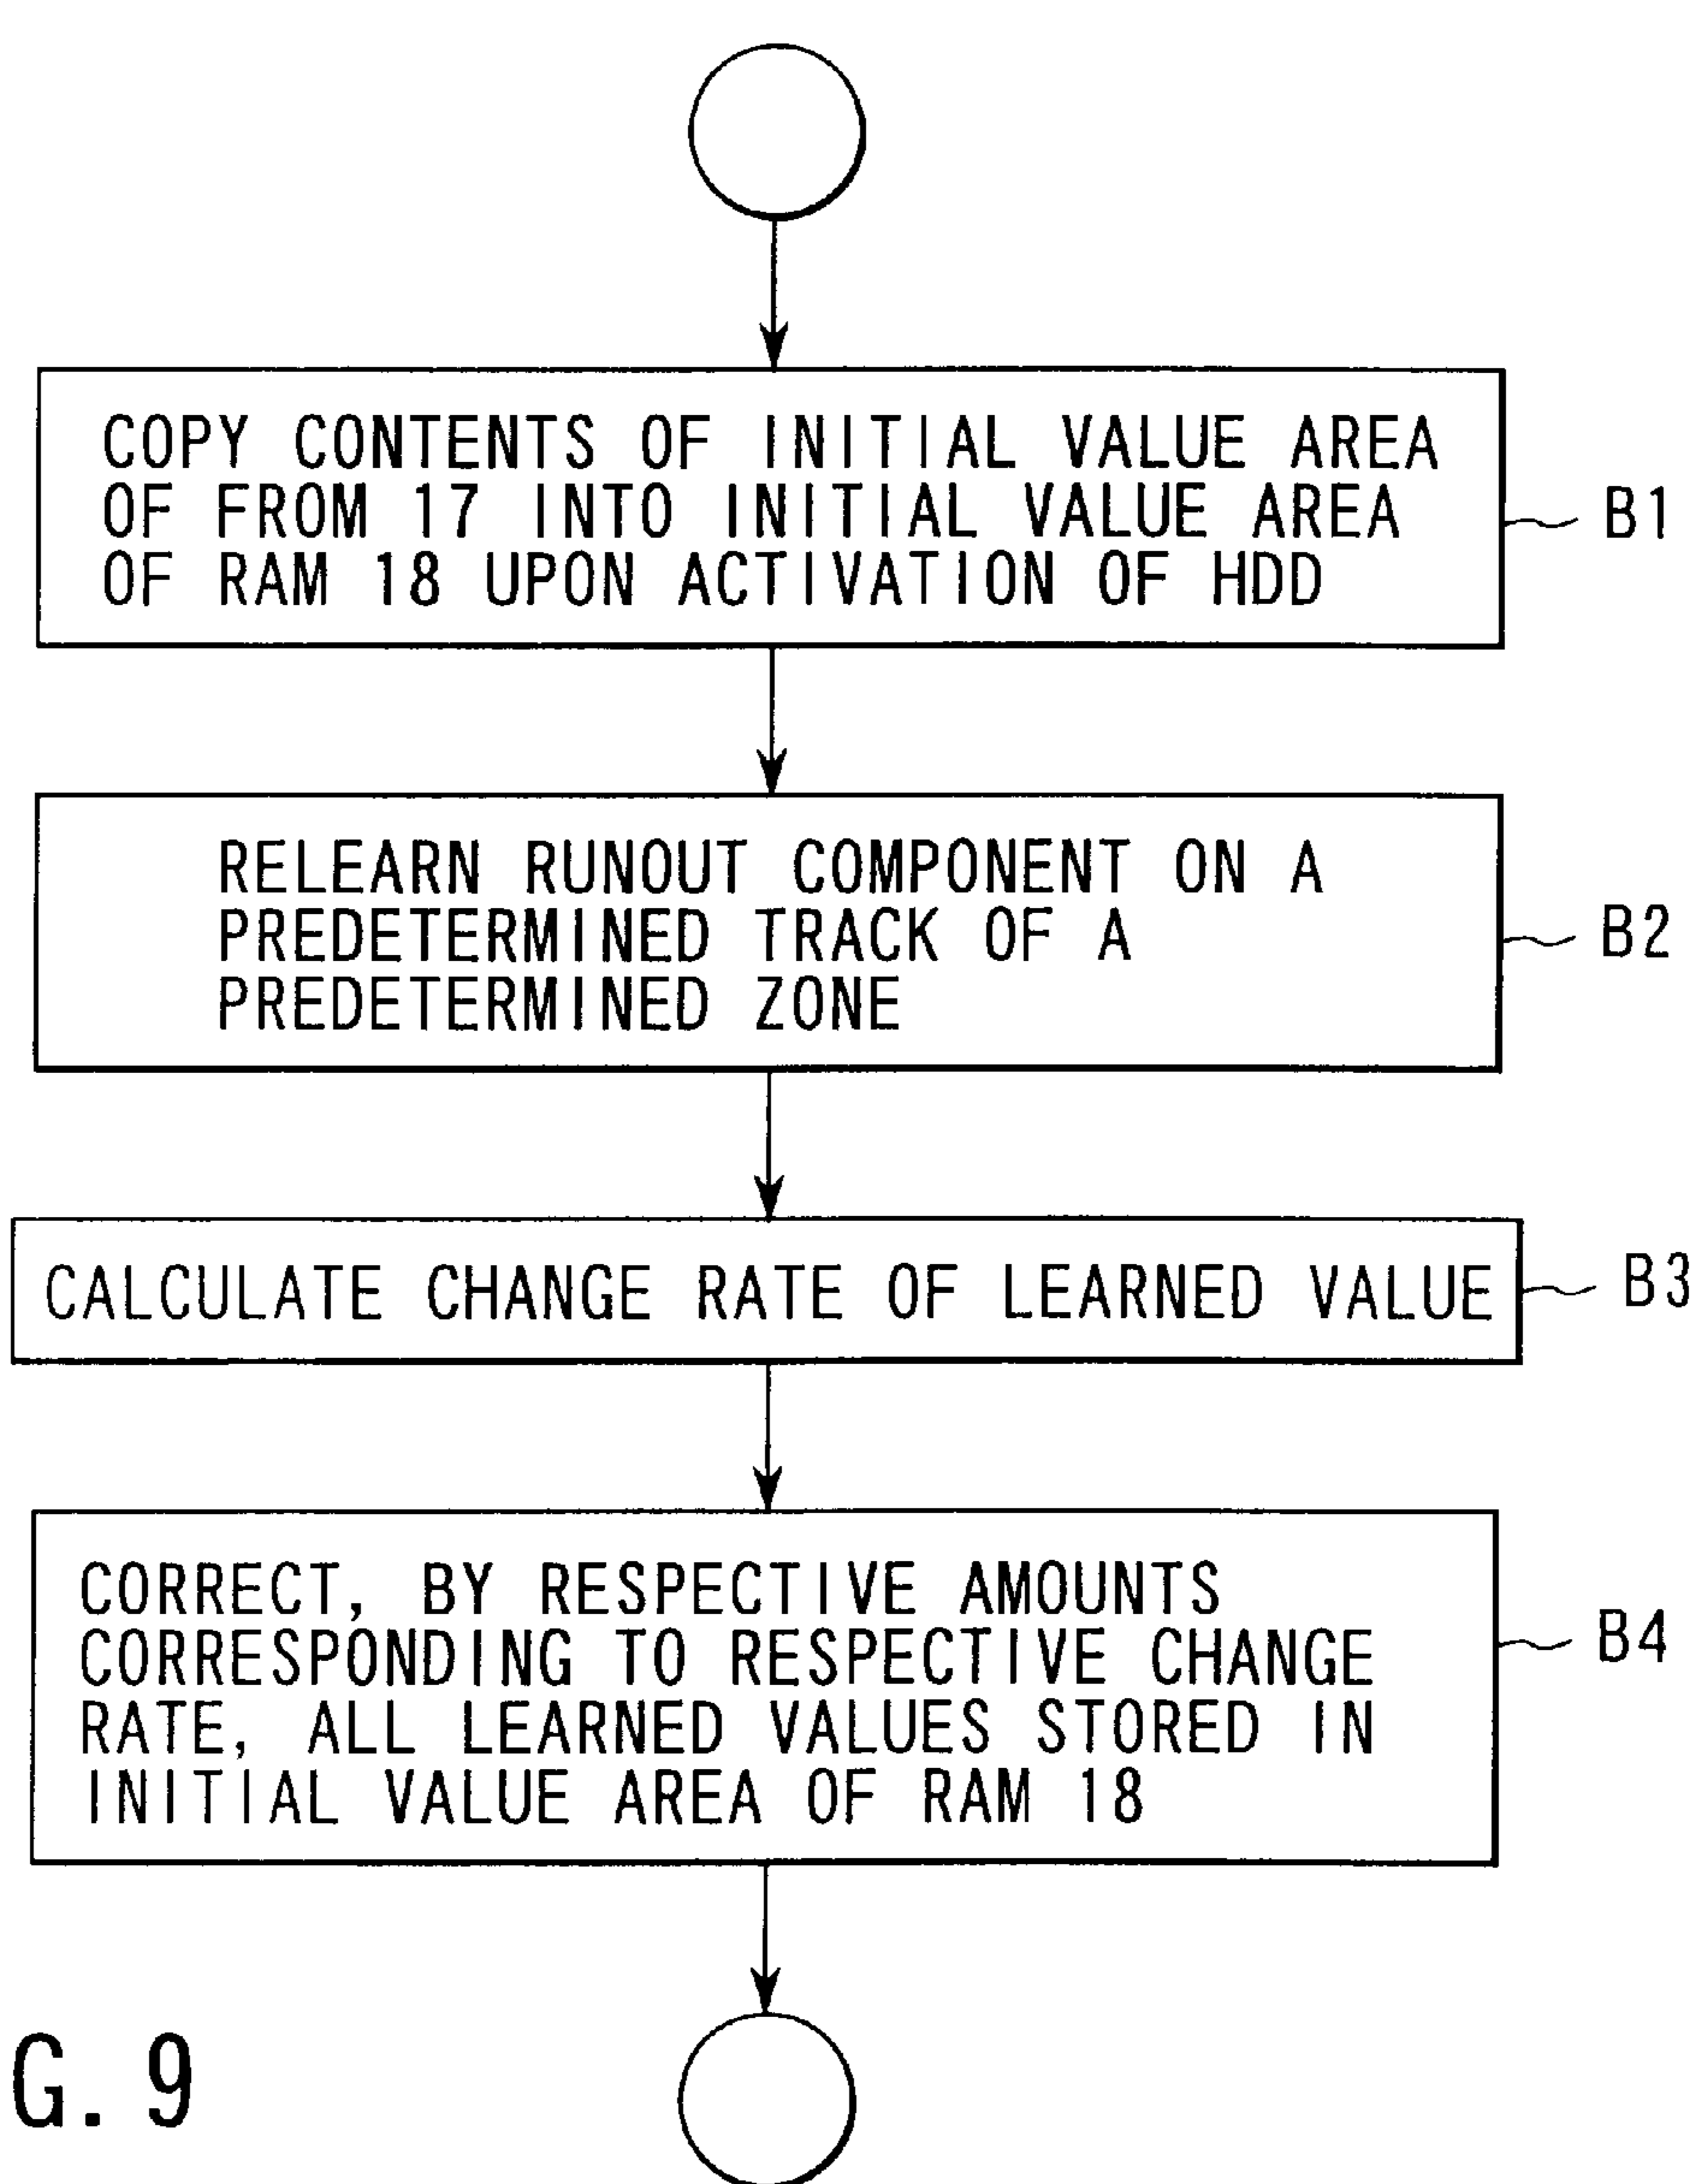 COPY CONTENTS OF INITIAL VALUE AREA
OF FROM 17 INTO INITIAL VALUE AREA
OF RAM 18 UPON ACTIVATION OF HDD
B1
RELEARN RUNOUT COMPONENT ON A
PREDETERMINED TRACK OF A
PREDETERMINED ZONE
B2
CALCULATE CHANGE RATE OF LEARNED VALUE
B3
CORRECT, BY RESPECTIVE AMOUNTS
CORRESPONDING TO RESPECTIVE CHANGE
RATE, ALL LEARNED VALUES STORED IN
INITIAL VALUE AREA OF RAM 18
B4
G. 9